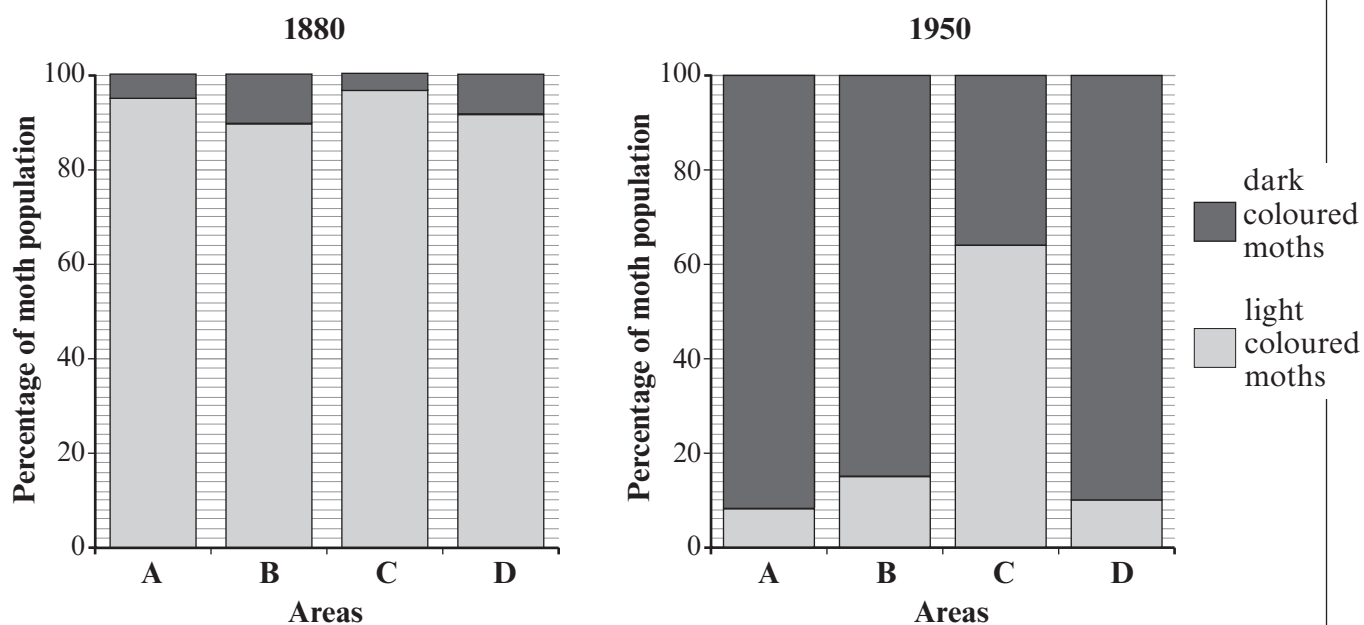 1880
Percentage of moth population
100
80
60
40
20
0
A B C D
Areas
1950
Percentage of moth population
100
80
60
40
20
0
A B C D
Areas
dark
coloured
moths
light
coloured
moths